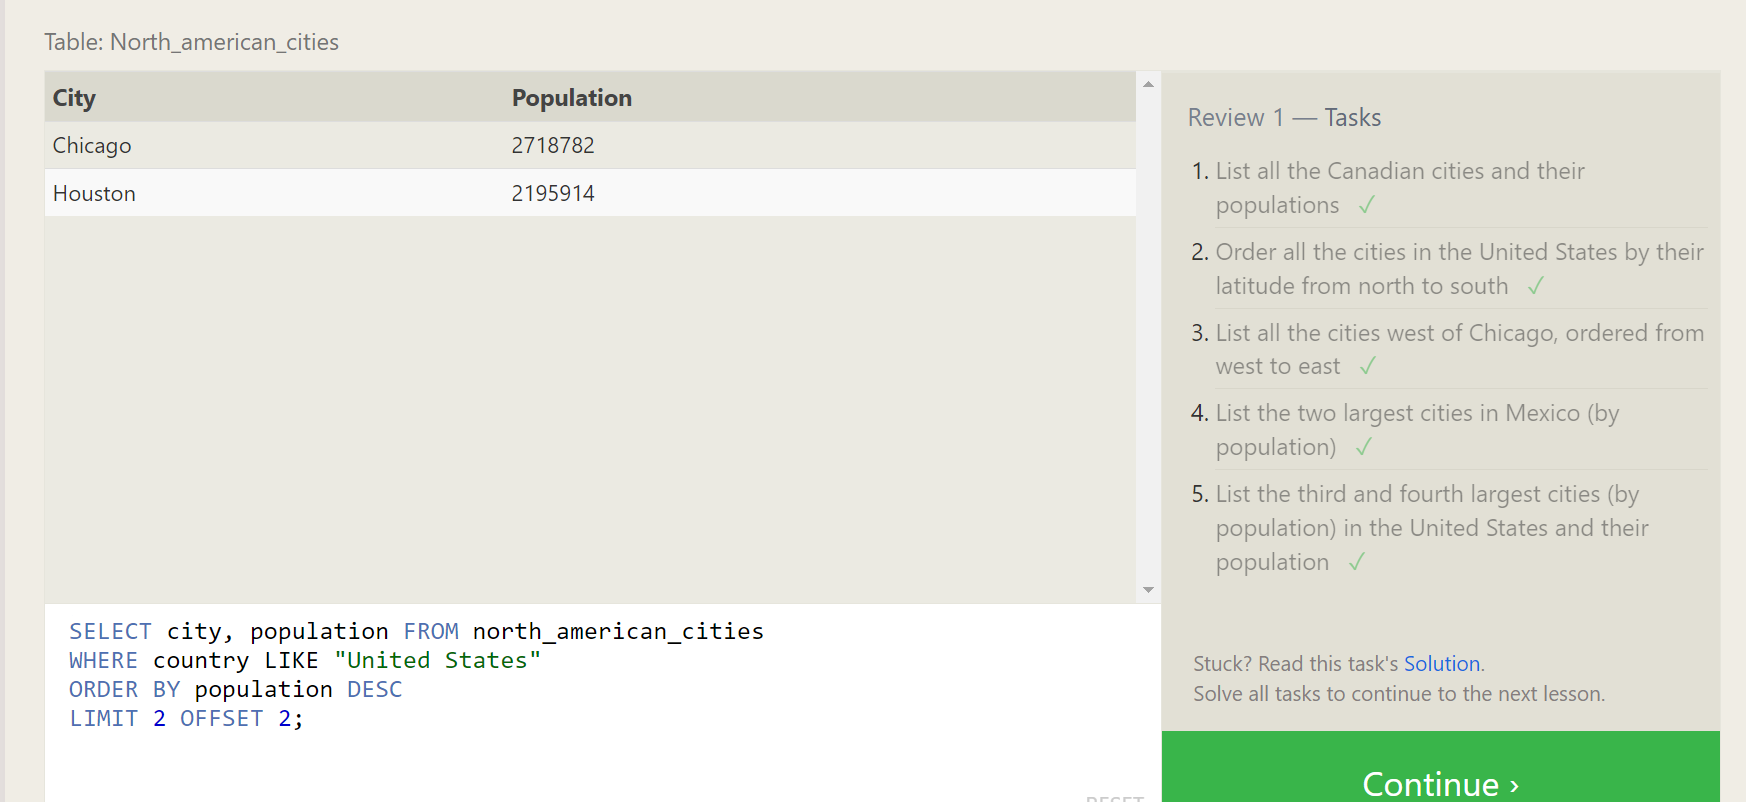 Table: North_american_cities
City Population
Chicago 2718782
Houston 2195914
SELECT city, population FROM north_american_cities
WHERE country LIKE "United States"
ORDER BY population DESC
LIMIT 2 OFFSET 2;
RESET
Review 1 — Tasks
1. List all the Canadian cities and their
populations ✓
2. Order all the cities in the United States by their
latitude from north to south ✓
3. List all the cities west of Chicago, ordered from
west to east ✓
4. List the two largest cities in Mexico (by
population) ✓
5. List the third and fourth largest cities (by
population) in the United States and their
population ✓
Stuck? Read this task's Solution.
Solve all tasks to continue to the next lesson.
Continue ›